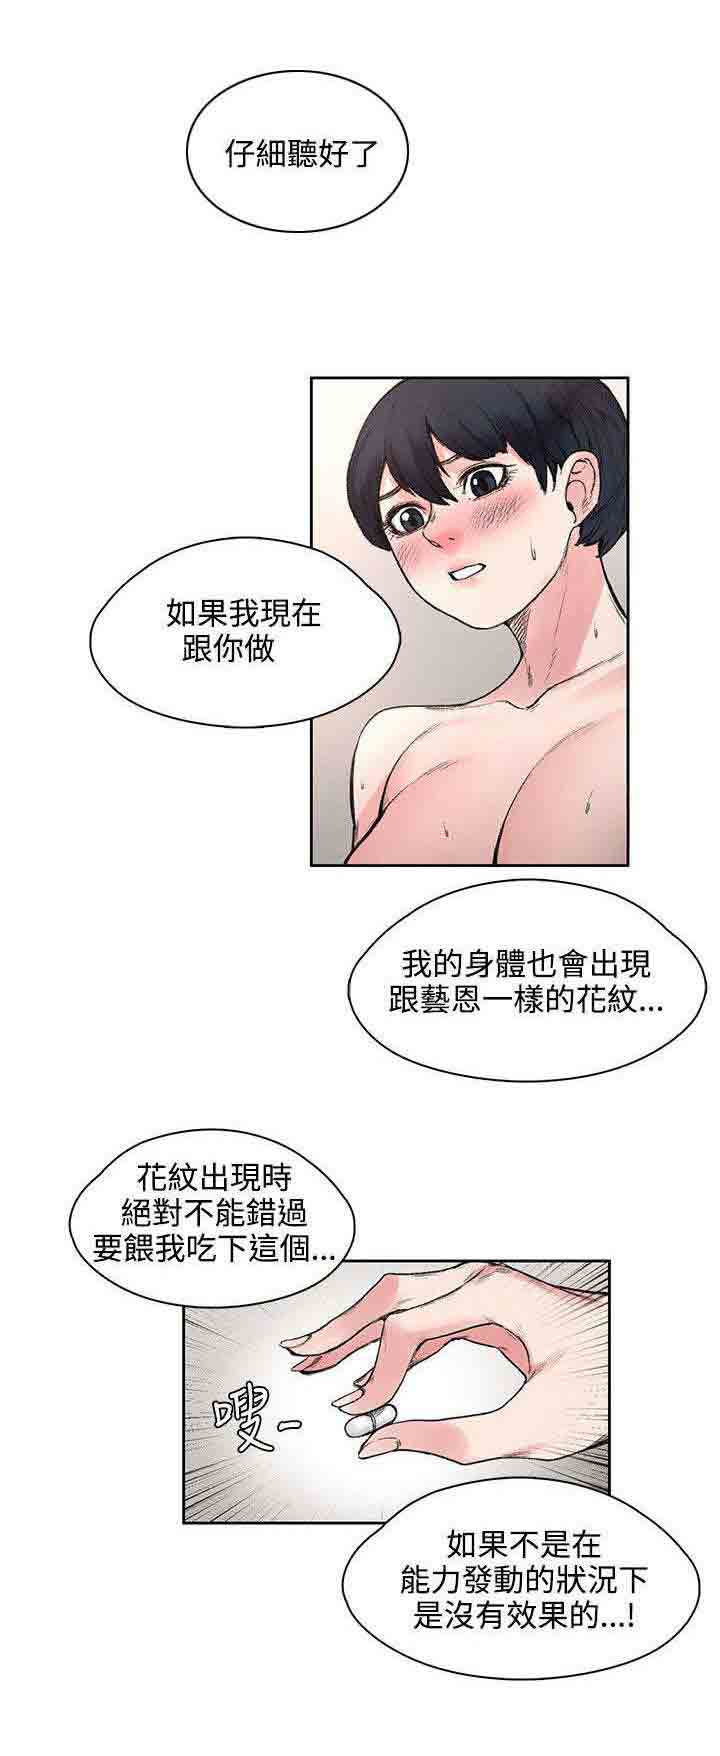 仔細聽好了
如果我現在
跟你做
我的身體也會出現
跟藝恩一樣的花紋...
花紋出現時
絕對不能錯過
要餵我吃下這個...
嗖-
如果不是在
能力發動的狀況下
是沒有效果的...!